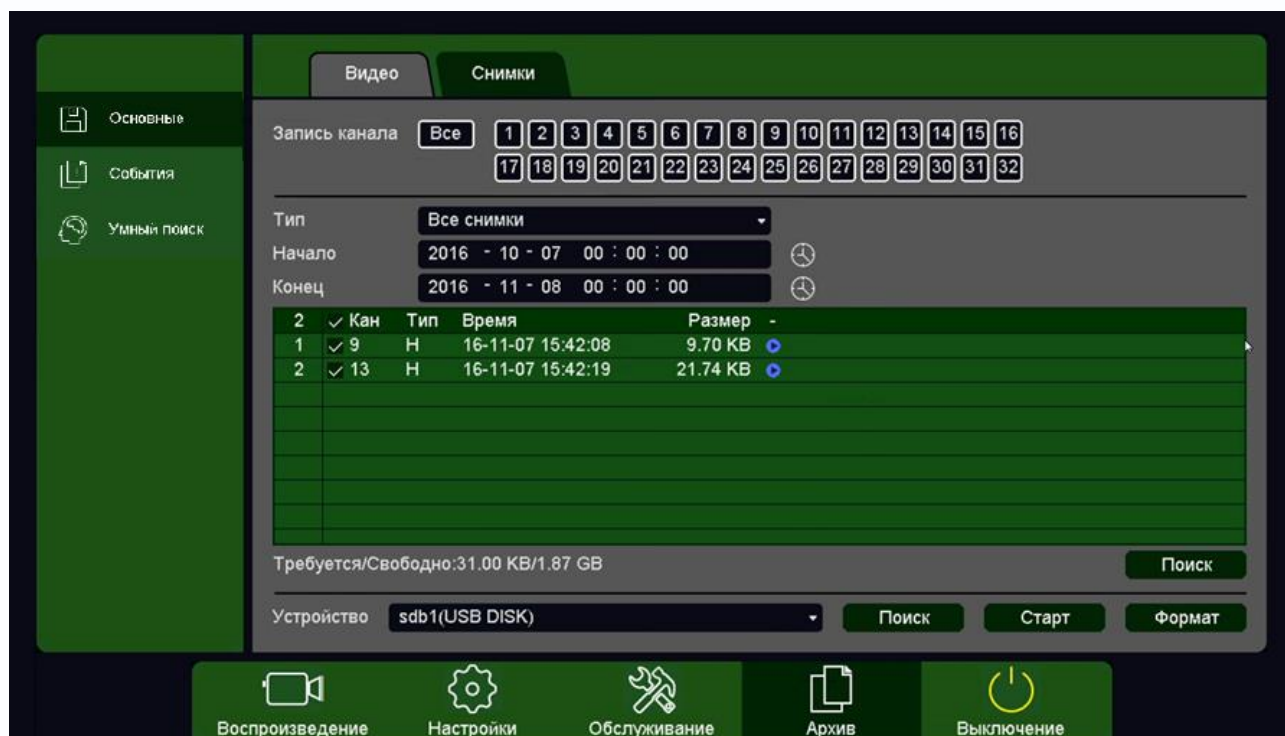 Видео Снимки
Основные
События
Умный поиск
Запись канала Все 1 2 3 4 5 6 7 8 9 10 11 12 13 14 15 16
17 18 19 20 21 22 23 24 25 26 27 28 29 30 31 32
Тип Все снимки
Начало 2016 - 10 - 07 00 : 00 : 00
Конец 2016 - 11 - 08 00 : 00 : 00
2 Кан Тип Время Размер -
1 9 Н 16-11-07 15:42:08 9.70 KB
2 13 Н 16-11-07 15:42:19 21.74 KB
Требуется/Свободно:31.00 KB/1.87 GB Поиск
Устройство sdb1(USB DISK) Поиск Старт Формат
Воспроизведение Настройки Обслуживание Архив Выключение